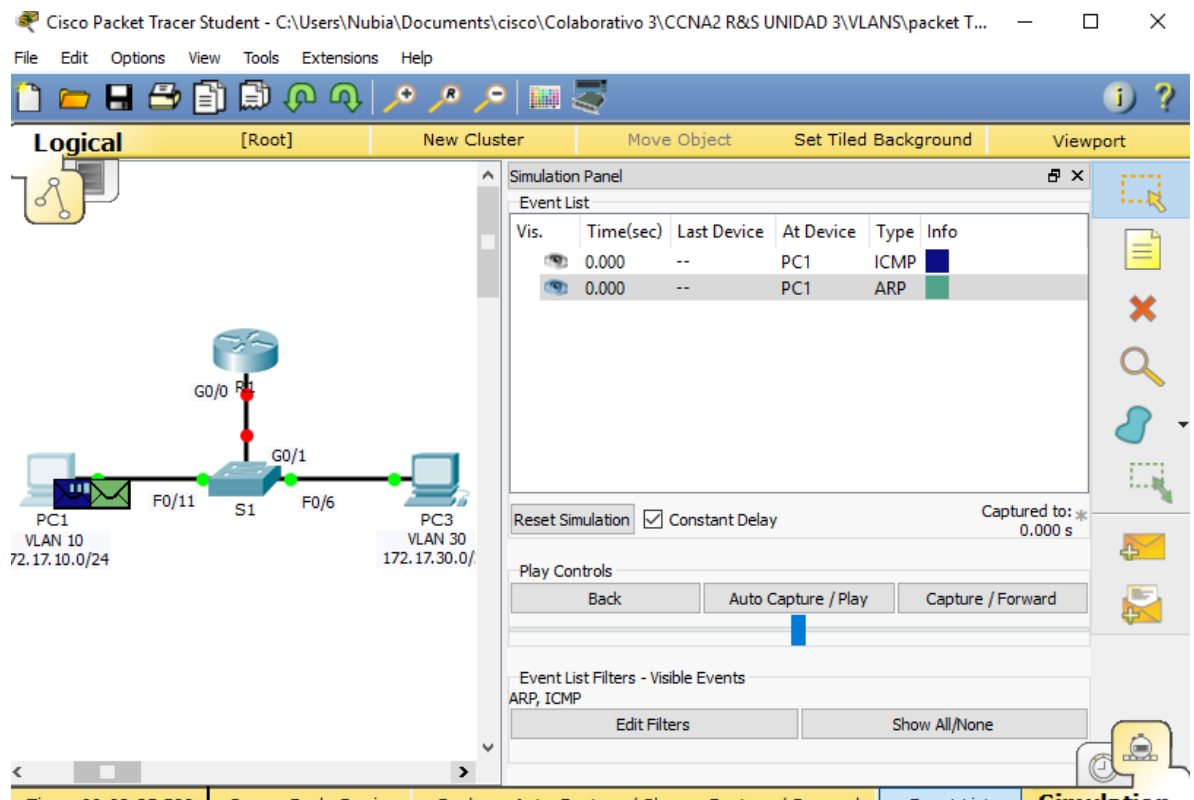 Cisco Packet Tracer Student - C:\Users\Nubia\Documents\cisco\Colaborativo 3\CCNA2 R&S UNIDAD 3\VLANS\packet T...
File Edit Options View Tools Extensions Help
Logical [Root] New Cluster Move Object Set Tiled Background Viewport
Simulation Panel
Event List
Vis. Time(sec) Last Device At Device Type Info
0.000 -- PC1 ICMP
0.000 -- PC1 ARP
G0/0 R1
G0/1
F0/11 S1 F0/6
PC1
VLAN 10
72.17.10.0/24
PC3
VLAN 30
172.17.30.0/
Reset Simulation Constant Delay
Captured to: *
0.000 s
Play Controls
Back Auto Capture / Play Capture / Forward
Event List Filters - Visible Events
ARP, ICMP
Edit Filters Show All/None
Simulation